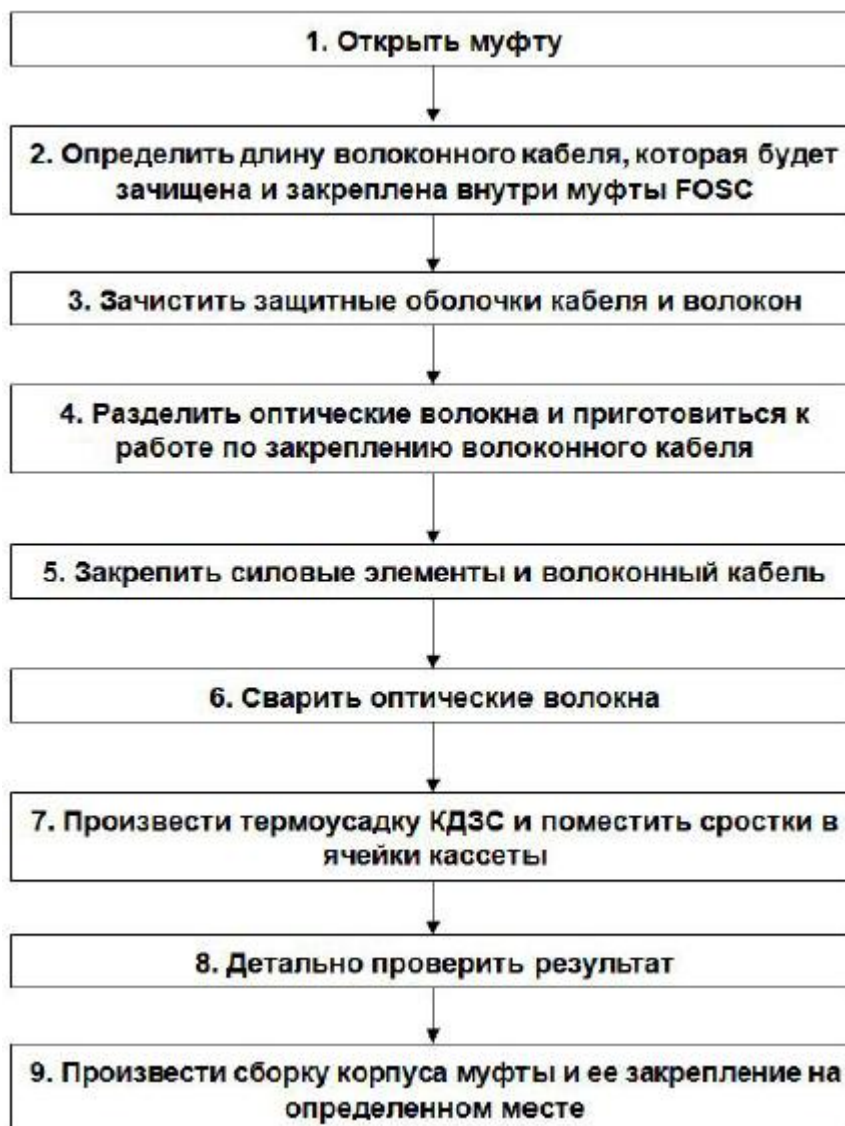 1. Открыть муфту
2. Определить длину волоконного кабеля, которая будет
зачищена и закреплена внутри муфты FOSC
3. Зачистить защитные оболочки кабеля и волокон
4. Разделить оптические волокна и приготовиться к
работе по закреплению волоконного кабеля
5. Закрепить силовые элементы и волоконный кабель
6. Сварить оптические волокна
7. Произвести термоусадку КДЗС и поместить сростки в
ячейки кассеты
8. Детально проверить результат
9. Произвести сборку корпуса муфты и ее закрепление на
определенном месте